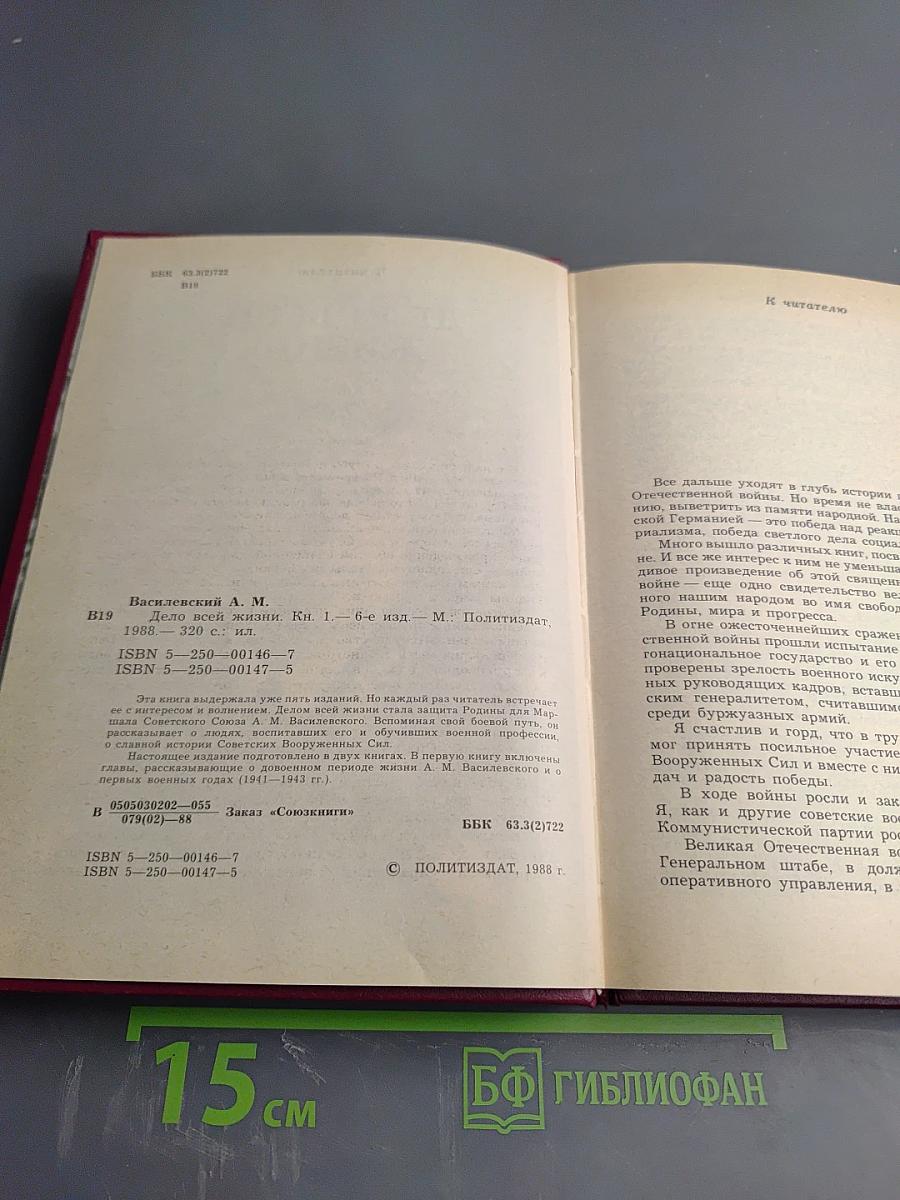 ББК 63.3(2)722
В19
Василевский А. М.
В19 Дело всей жизни. Кн. 1.— 6-е изд.— М.: Политиздат,
1988.— 320 с.: ил.
ISBN 5—250—00146—7
ISBN 5—250—00147—5
Эта книга выдержала уже пять изданий. Но каждый раз читатель встречает
ее с интересом и волнением. Делом всей жизни стала защита Родины для Мар-
шала Советского Союза А. М. Василевского. Вспоминая свой боевой путь, он
рассказывает о людях, воспитавших его и обучивших военной профессии,
о славной истории Советских Вооруженных Сил.
Настоящее издание подготовлено в двух книгах. В первую книгу включены
главы, рассказывающие о довоенном периоде жизни А. М. Василевского и о
первых военных годах (1941—1943 гг.).
В 0505030202—055 Заказ «Союзкниги»
079(02)—88
ББК 63.3(2)722
ISBN 5—250—00146—7
ISBN 5—250—00147—5
© ПОЛИТИЗДАТ, 1988 г.
К читателю
Все дальше уходят в глубь истории
Отечественной войны. Но время не влас
нию, выветрить из памяти народной. На
ской Германией — это победа над реак
риализма, победа светлого дела социа
Много вышло различных книг, посв
не. И все же интерес к ним не уменьша
дивое произведение об этой священ
войне — еще одно свидетельство вел
ного нашим народом во имя свобод
Родины, мира и прогресса.
В огне ожесточеннейших сражен
ственной войны прошли испытание
гонациональное государство и его
проверены зрелость военного иску
ных руководящих кадров, вставш
ским генералитетом, считавшимс
среди буржуазных армий.
Я счастлив и горд, что в тру
мог принять посильное участие
Вооруженных Сил и вместе с ни
дач и радость победы.
В ходе войны росли и зак
Я, как и другие советские вое
Коммунистической партии рос
Великая Отечественная во
Генеральном штабе, в долж
оперативного управления, в
15 см
БФ ГИБЛИОФАН